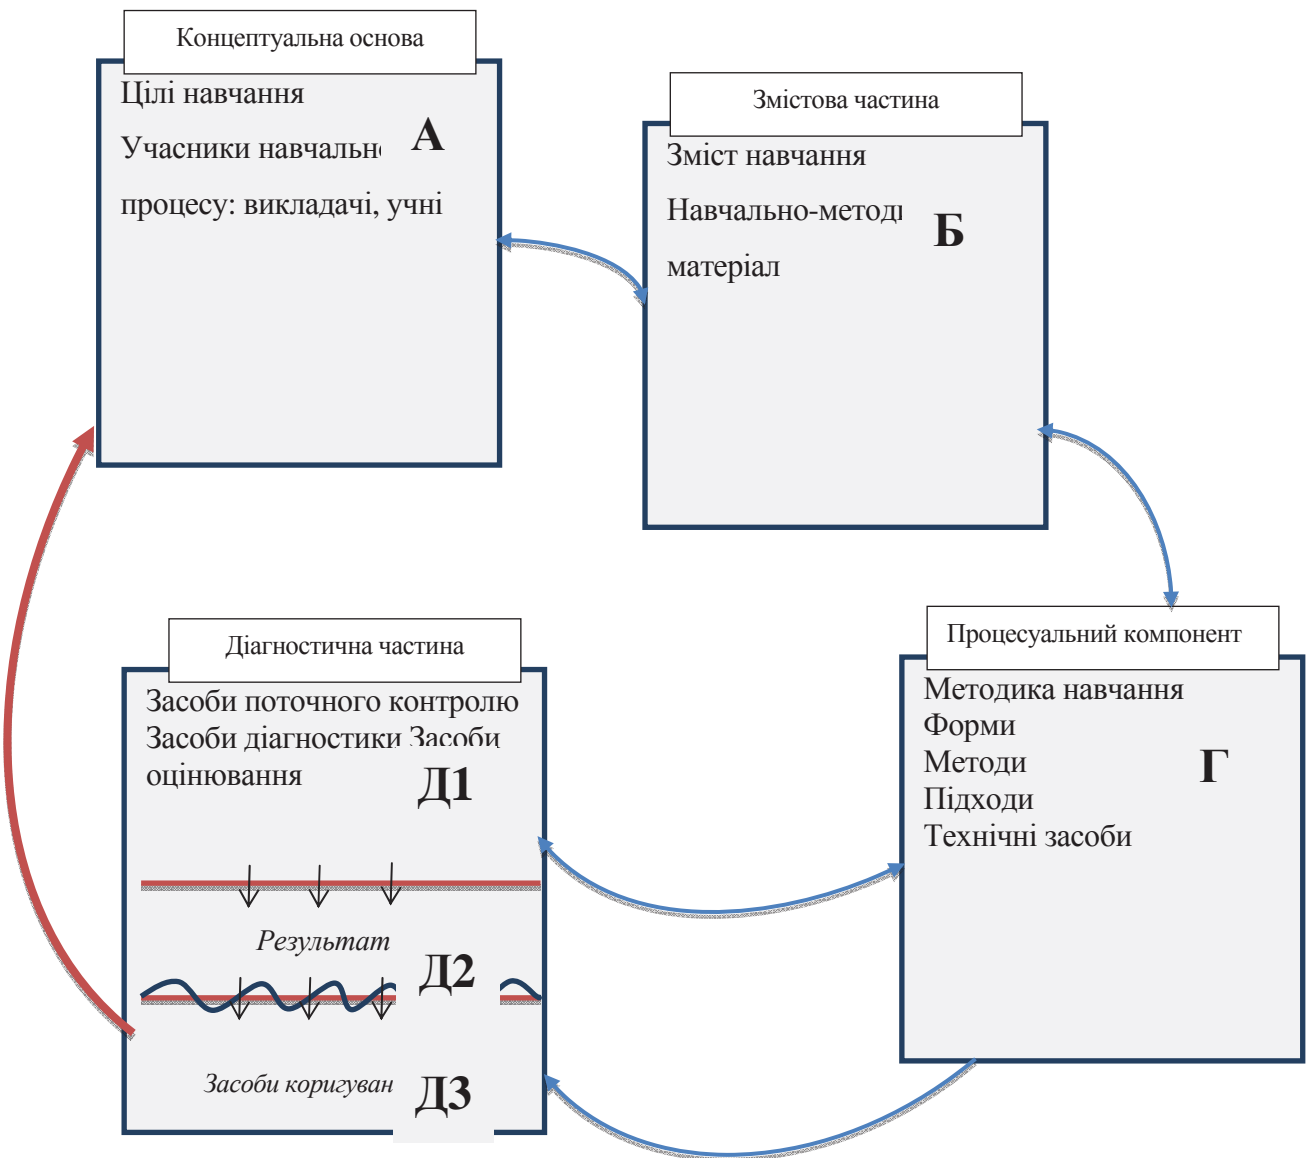 Концептуальна основа
Цілі навчання
Учасники навчальн
А
процесу: викладачі, учні
Змістова частина
Зміст навчання
Навчально-метод
Б
матеріал
Процесуальний компонент
Методика навчання
Форми
Методи
Підходи
Технічні засоби
Г
Діагностична частина
Засоби поточного контролю
Засоби діагностики Засоби
оцінювання
Д1
Результат
Д2
Засоби коригуван
Д3